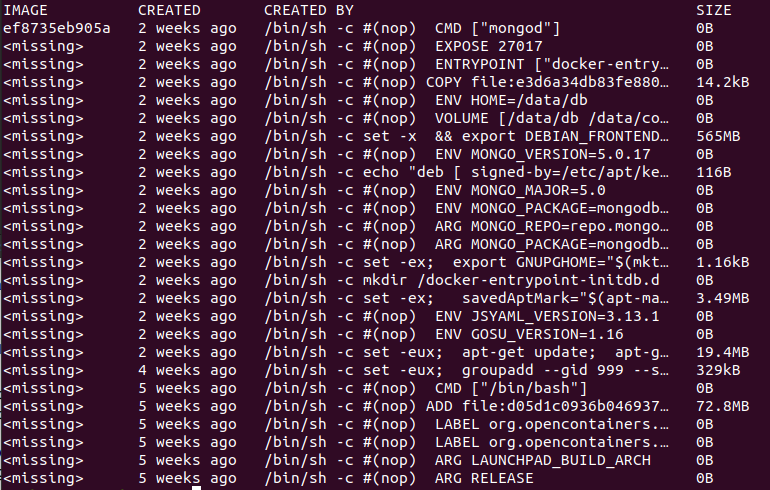 IMAGE CREATED CREATED BY SIZE
ef8735eb905a 2 weeks ago /bin/sh -c #(nop) CMD ["mongod"] 0B
<missing> 2 weeks ago /bin/sh -c #(nop) EXPOSE 27017 0B
<missing> 2 weeks ago /bin/sh -c #(nop) ENTRYPOINT ["docker-entry… 0B
<missing> 2 weeks ago /bin/sh -c #(nop) COPY file:e3d6a34db83fe880… 14.2kB
<missing> 2 weeks ago /bin/sh -c #(nop) ENV HOME=/data/db 0B
<missing> 2 weeks ago /bin/sh -c #(nop) VOLUME [/data/db /data/co… 0B
<missing> 2 weeks ago /bin/sh -c set -x && export DEBIAN_FRONTEND… 565MB
<missing> 2 weeks ago /bin/sh -c #(nop) ENV MONGO_VERSION=5.0.17 0B
<missing> 2 weeks ago /bin/sh -c echo "deb [ signed-by=/etc/apt/ke… 116B
<missing> 2 weeks ago /bin/sh -c #(nop) ENV MONGO_MAJOR=5.0 0B
<missing> 2 weeks ago /bin/sh -c #(nop) ENV MONGO_PACKAGE=mongodb… 0B
<missing> 2 weeks ago /bin/sh -c #(nop) ARG MONGO_REPO=repo.mongo… 0B
<missing> 2 weeks ago /bin/sh -c #(nop) ARG MONGO_PACKAGE=mongodb… 0B
<missing> 2 weeks ago /bin/sh -c set -ex; export GNUPGHOME="$(mkt… 1.16kB
<missing> 2 weeks ago /bin/sh -c mkdir /docker-entrypoint-initdb.d 0B
<missing> 2 weeks ago /bin/sh -c set -ex; savedAptMark="$(apt-ma… 3.49MB
<missing> 2 weeks ago /bin/sh -c #(nop) ENV JSYAML_VERSION=3.13.1 0B
<missing> 2 weeks ago /bin/sh -c #(nop) ENV GOSU_VERSION=1.16 0B
<missing> 2 weeks ago /bin/sh -c set -eux; apt-get update; apt-g… 19.4MB
<missing> 4 weeks ago /bin/sh -c set -eux; groupadd --gid 999 --s… 329kB
<missing> 5 weeks ago /bin/sh -c #(nop) CMD ["/bin/bash"] 0B
<missing> 5 weeks ago /bin/sh -c #(nop) ADD file:d05d1c0936b046937… 72.8MB
<missing> 5 weeks ago /bin/sh -c #(nop) LABEL org.opencontainers.… 0B
<missing> 5 weeks ago /bin/sh -c #(nop) LABEL org.opencontainers.… 0B
<missing> 5 weeks ago /bin/sh -c #(nop) ARG LAUNCHPAD_BUILD_ARCH 0B
<missing> 5 weeks ago /bin/sh -c #(nop) ARG RELEASE 0B